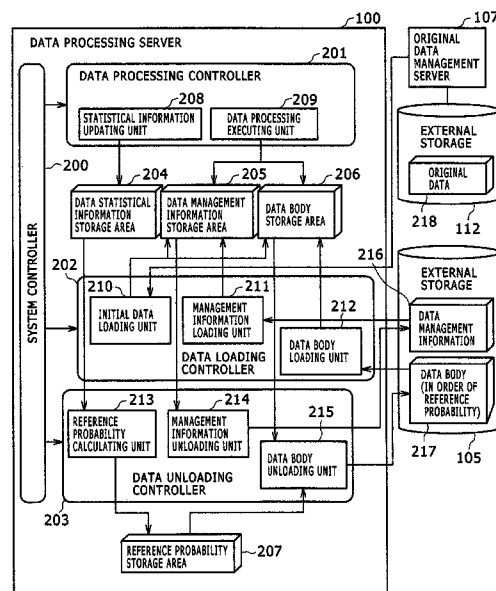 100
DATA PROCESSING SERVER
201
DATA PROCESSING CONTROLLER
208
STATISTICAL INFORMATION
UPDATING UNIT
209
DATA PROCESSING
EXECUTING UNIT
200
SYSTEM CONTROLLER
204
DATA STATISTICAL
INFORMATION
STORAGE AREA
205
DATA MANAGEMENT
INFORMATION
STORAGE AREA
206
DATA BODY
STORAGE AREA
202
210
INITIAL DATA
LOADING UNIT
211
MANAGEMENT
INFORMATION
LOADING UNIT
212
DATA BODY
LOADING UNIT
DATA LOADING
CONTROLLER
213
REFERENCE
PROBABILITY
CALCULATING UNIT
214
MANAGEMENT
INFORMATION
UNLOADING UNIT
215
DATA BODY
UNLOADING UNIT
DATA UNLOADING
CONTROLLER
203
REFERENCE PROBABILITY
STORAGE AREA
207
107
ORIGINAL DATA
MANAGEMENT
SERVER
EXTERNAL
STORAGE
ORIGINAL
DATA
218
112
216
EXTERNAL
STORAGE
DATA
MANAGEMENT
INFORMATION
DATA BODY
(IN ORDER OF
REFERENCE
PROBABILITY)
217
105